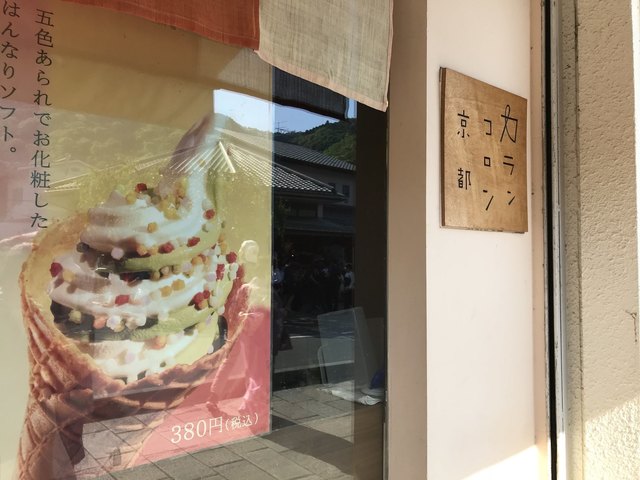 五色あられでお化粧した
はんなりソフト。
380円(税込)
カラン
コロン
京都